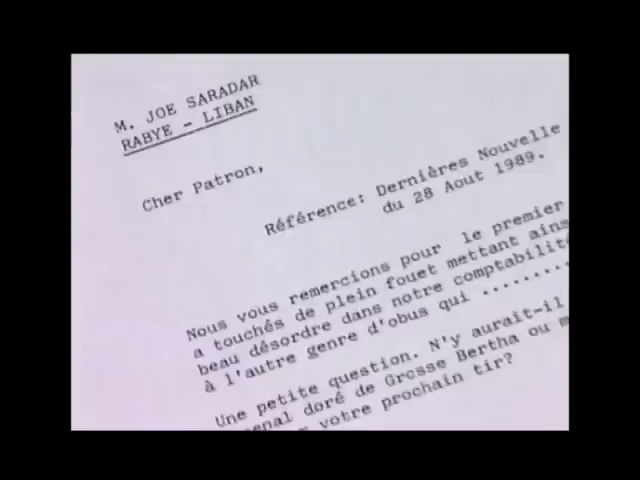 M. JOE SARADAR
RABYE - LIBAN
Cher Patron,
Référence: Dernières Nouvelle
du 28 Aout 1989.
Nous vous remercions pour le premier
a touchés de plein fouet mettant ains
beau désordre dans notre comptabilité
à l'autre genre d'obus qui .........
Une petite question. N'y aurait-il
enal doré de Grosse Bertha ou m
votre prochain tir?